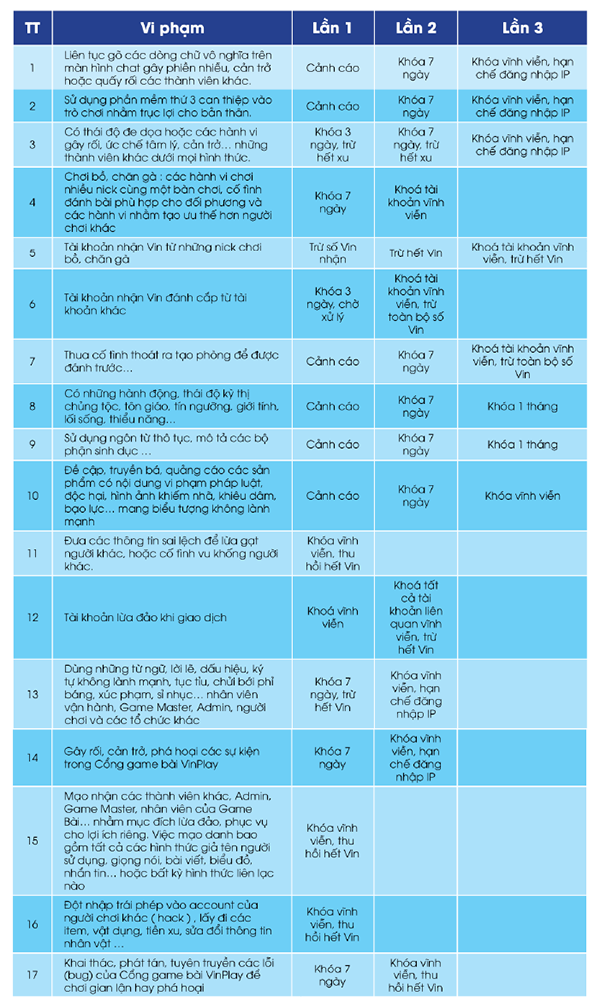 TT
Vi phạm
Lần 1
Lần 2
Lần 3
1
Liên tục gõ các dòng chữ vô nghĩa trên
màn hình chat gây phiền nhiễu, cản trở
hoặc quấy rối các thành viên khác.
Cảnh cáo
Khóa 7
ngày
Khóa vĩnh viễn, hạn
chế đăng nhập IP
2
Sử dụng phần mềm thứ 3 can thiệp vào
trò chơi nhằm trục lợi cho bản thân.
Cảnh cáo
Khóa 7
ngày
Khóa vĩnh viễn, hạn
chế đăng nhập IP
3
Có thái độ đe dọa hoặc các hành vi
gây rối, ức chế tâm lý, cản trở... những
thành viên khác dưới mọi hình thức.
Khóa 3
ngày, trừ
hết xu
Khóa 7
ngày, trừ
hết xu
Khóa vĩnh viễn, hạn
chế đăng nhập IP
4
Chơi bỏ, chăn gà : các hành vi chơi
nhiều nick cùng một bàn chơi, cố tình
đánh bài phù hợp cho đối phương và
các hành vi nhằm tạo ưu thế hơn người
chơi khác
Khóa 7
ngày
Khoá tài
khoản vĩnh
viễn
5
Tài khoản nhận Vin từ những nick chơi
bỏ, chăn gá
Trừ số Vin
nhận
Trừ hết Vin
Khoá tài khoản vĩnh
viễn, trừ hết Vin
6
Tài khoản nhận Vin đánh cắp từ tài
khoản khác
Khóa 3
ngày, chờ
xử lý
Khoá tài
khoản vĩnh
viễn, trừ
toàn bộ số
Vin
7
Thua cố tình thoát ra tạo phòng để được
đánh trước...
Cảnh cáo
Khóa 7
ngày
Khoá tài khoản vĩnh
viễn, trừ toàn bộ số
Vin
8
Có những hành động, thái độ kỳ thị
chủng tộc, tôn giáo, tín ngưỡng, giới tính,
lối sống, thiểu năng...
Cảnh cáo
Khóa 7
ngày
Khóa 1 tháng
9
Sử dụng ngôn từ thô tục, mô tả các bộ
phận sinh dục ...
Cảnh cáo
Khóa 7
ngày
Khóa 1 tháng
10
Đề cập, truyền bá, quảng cáo các sản
phẩm có nội dung vi phạm pháp luật,
độc hại, hình ảnh khiếm nhã, khiêu dâm,
bạo lực... mang biểu tượng không lành
mạnh
Cảnh cáo
Khóa 7
ngày
Khóa vĩnh viễn
11
Đưa các thông tin sai lệch để lừa gạt
người khác, hoặc cố tình vu khống người
khác.
Khóa vĩnh
viễn, thu
hồi hết Vin
12
Tài khoản lừa đảo khi giao dịch
Khoá vĩnh
viễn
Khoá tất
cả tài
khoản liên
quan vĩnh
viễn, trừ
hết Vin
13
Dùng những từ ngữ, lời lẽ, dấu hiệu, ký
tự không lành mạnh, tục tỉu, chửi bới phỉ
báng, xúc phạm, sỉ nhục... nhân viên
vận hành, Game Master, Admin, người
chơi và các tổ chức khác
Khóa 7
ngày, trừ
hết Vin
Khóa vĩnh
viễn, hạn
chế đăng
nhập IP
14
Gây rối, cản trở, phá hoại các sự kiện
trong Cổng game bài VinPlay
Khóa 7
ngày
Khóa vĩnh
viễn, hạn
chế đăng
nhập IP
15
Mạo nhận các thành viên khác, Admin,
Game Master, nhân viên của Game
Bài... nhằm mục đích lừa đảo, phục vụ
cho lợi ích riêng. Việc mạo danh bao
gồm tất cả các hình thức giả tên người
sử dụng, giọng nói, bài viết, biểu đồ,
nhắn tin... hoặc bất kỳ hình thức liên lạc
nào
Khóa vĩnh
viễn, thu
hồi hết Vin
16
Đột nhập trái phép vào account của
người chơi khác ( hack ) , lấy đi các
item, vật dụng, tiền xu, sửa đổi thông tin
nhân vật ...
Khóa vĩnh
viễn, thu
hồi hết Vin
17
Khai thác, phát tán, tuyên truyền các lỗi
(bug) của Cổng game bài VinPlay để
chơi gian lận hay phá hoại
Khóa 7
ngày
Khóa vĩnh
viễn, thu
hồi hết Vin